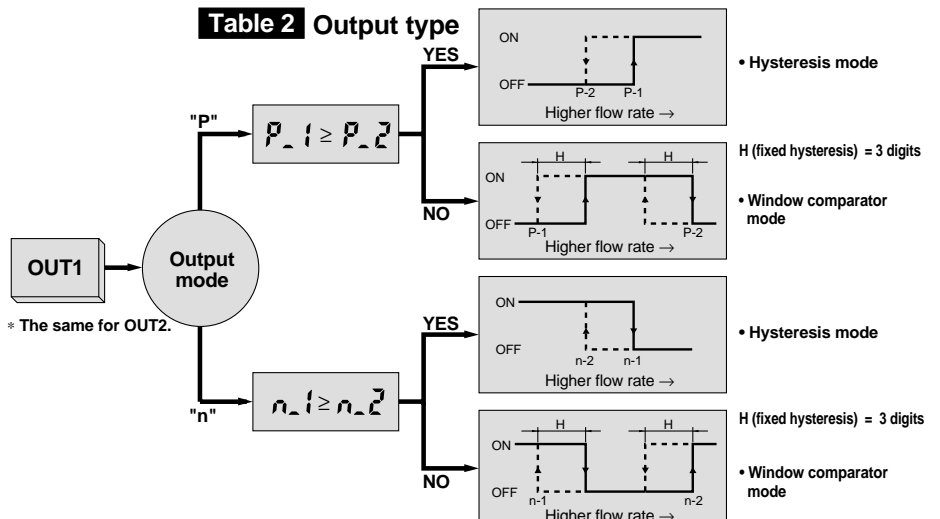 Table 2 Output type
YES
ON
OFF
P-2 P-1
Higher flow rate →
• Hysteresis mode
"P"
P_1 ≥ P_2
H (fixed hysteresis) = 3 digits
H H
ON
OFF
P-1 P-2
Higher flow rate →
• Window comparator
mode
NO
OUT1
Output
mode
* The same for OUT2.
YES
ON
OFF
n-2 n-1
Higher flow rate →
• Hysteresis mode
"n"
n_1 ≥ n_2
H (fixed hysteresis) = 3 digits
H H
ON
OFF
n-1 n-2
Higher flow rate →
• Window comparator
mode
NO